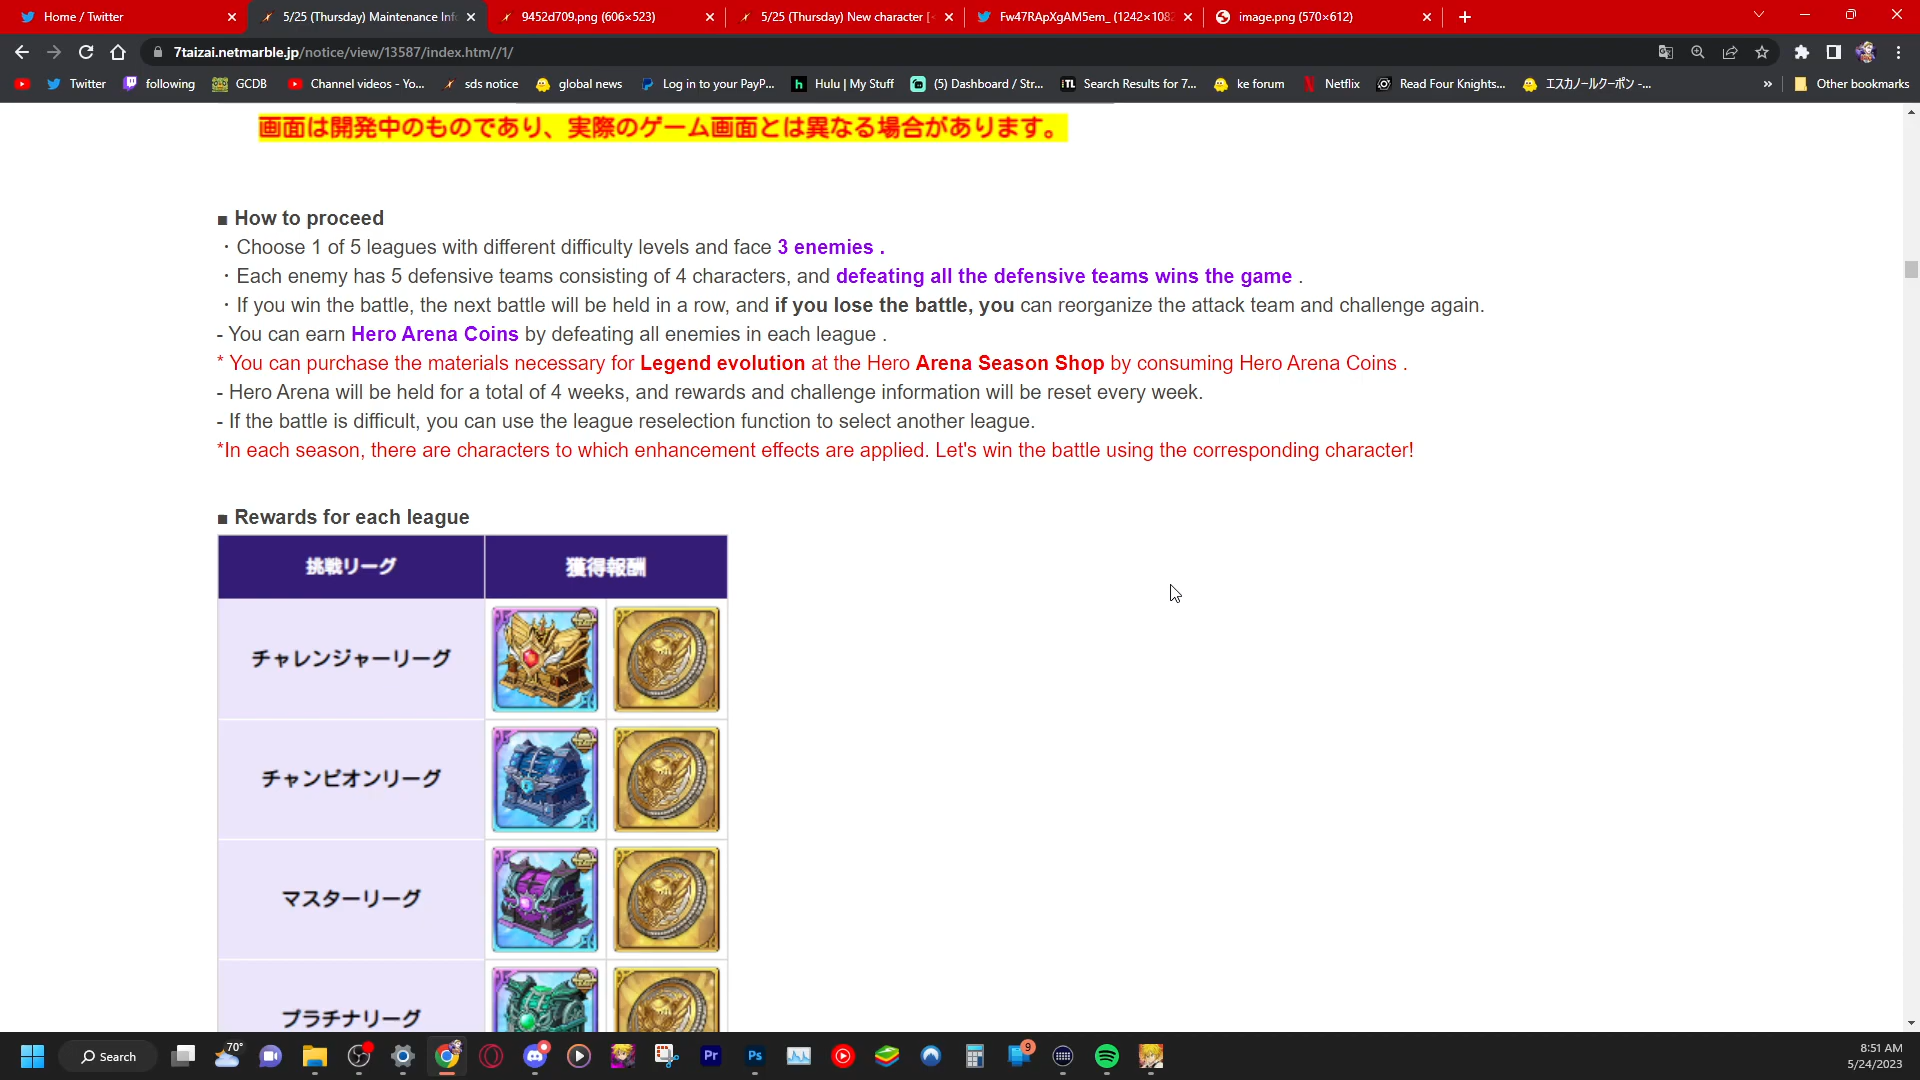 Home / Twitter
5/25 (Thursday) Maintenance Inf
9452d709.png (606×523)
5/25 (Thursday) New character [
Fw47RApXgAM5em_ (1242×1082
image.png (570×612)
7taizai.netmarble.jp/notice/view/13587/index.htm//1/
Twitter
following
GCDB
Channel videos - Yo...
sds notice
global news
Log in to your PayP...
Hulu | My Stuff
(5) Dashboard / Str...
Search Results for 7...
ke forum
Netflix
Read Four Knights...
エスカノールクーポン -...
»
Other bookmarks
画面は開発中のものであり、実際のゲーム画面とは異なる場合があります。
■ How to proceed
・Choose 1 of 5 leagues with different difficulty levels and face 3 enemies .
・Each enemy has 5 defensive teams consisting of 4 characters, and defeating all the defensive teams wins the game .
・If you win the battle, the next battle will be held in a row, and if you lose the battle, you can reorganize the attack team and challenge again.
- You can earn Hero Arena Coins by defeating all enemies in each league .
* You can purchase the materials necessary for Legend evolution at the Hero Arena Season Shop by consuming Hero Arena Coins .
- Hero Arena will be held for a total of 4 weeks, and rewards and challenge information will be reset every week.
- If the battle is difficult, you can use the league reselection function to select another league.
*In each season, there are characters to which enhancement effects are applied. Let's win the battle using the corresponding character!
■ Rewards for each league
挑戦リーグ 獲得報酬
チャレンジャーリーグ
チャンピオンリーグ
マスターリーグ
プラチナリーグ
Search
70°
Pr
Ps
9
8:51 AM
5/24/2023